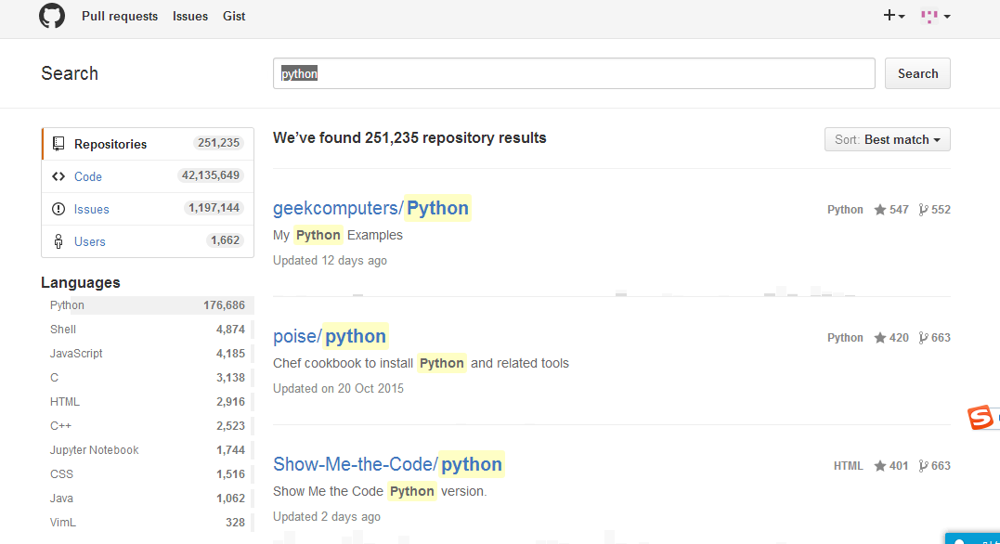 Pull requests Issues Gist
Search python Search
Repositories 251,235
Code 42,135,649
Issues 1,197,144
Users 1,662
Languages
Python 176,686
Shell 4,874
JavaScript 4,185
C 3,138
HTML 2,916
C++ 2,523
Jupyter Notebook 1,744
CSS 1,516
Java 1,062
VimL 328
We've found 251,235 repository results
Sort: Best match
geekcomputers/Python
Python 547 552
My Python Examples
Updated 12 days ago
poise/python
Python 420 663
Chef cookbook to install Python and related tools
Updated on 20 Oct 2015
Show-Me-the-Code/python
HTML 401 663
Show Me the Code Python version.
Updated 2 days ago